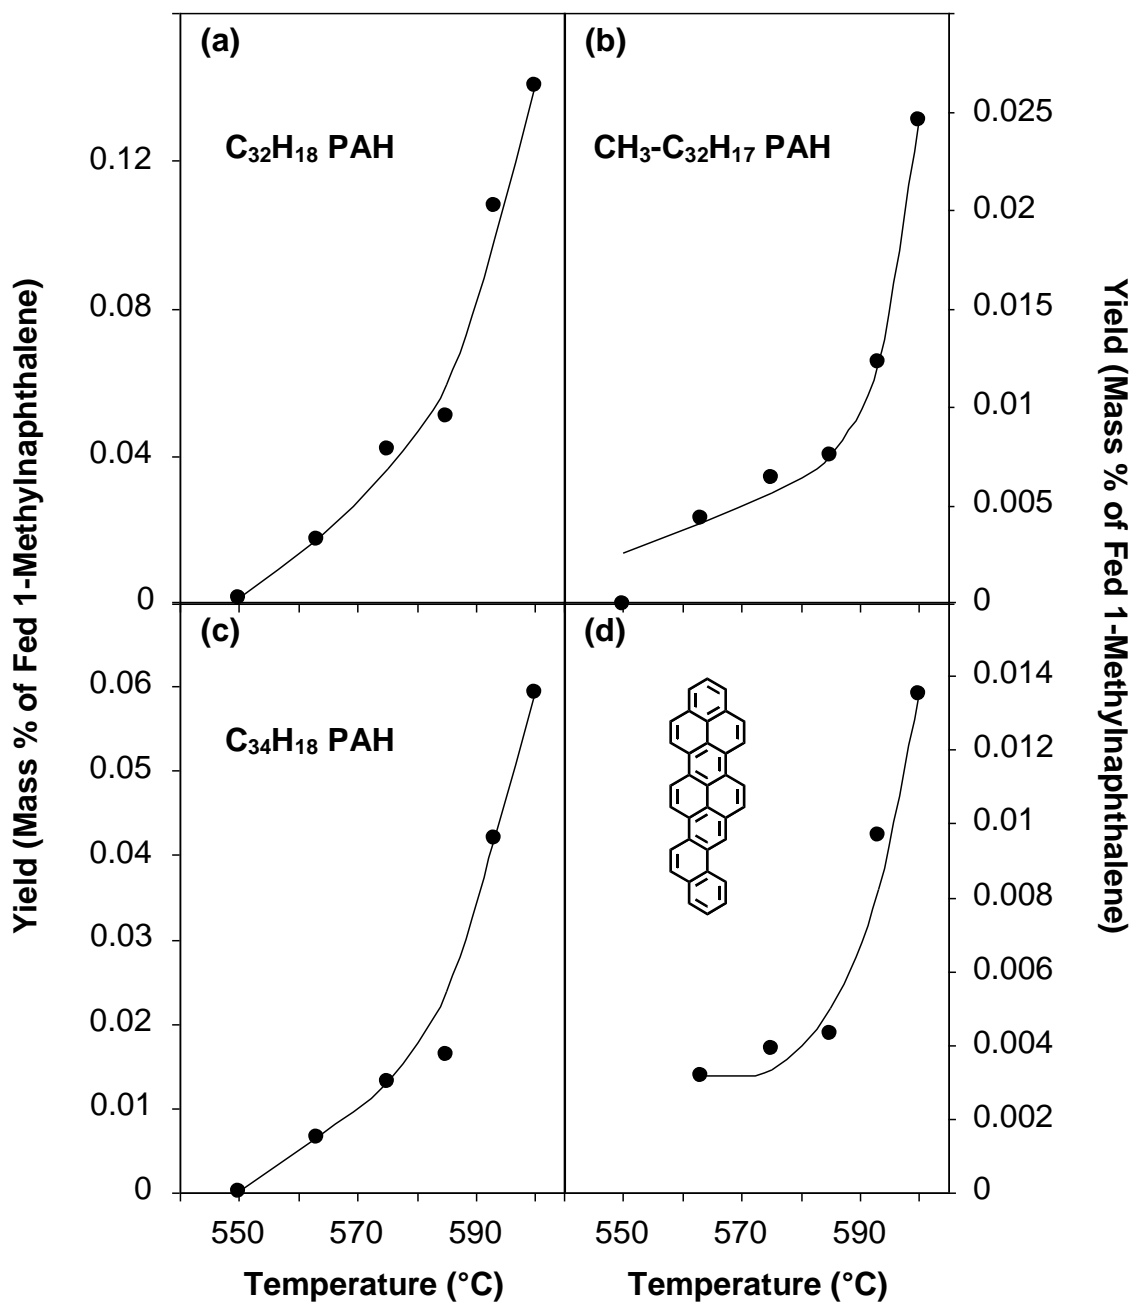 (a)
C₃₂H₁₈ PAH
0.12
0.08
0.04
0
(b)
CH₃-C₃₂H₁₇ PAH
0.025
0.02
0.015
0.01
0.005
0
(c)
C₃₄H₁₈ PAH
0.06
0.05
0.04
0.03
0.02
0.01
0
(d)
0.014
0.012
0.01
0.008
0.006
0.004
0.002
0
550 570 590
550 570 590
Temperature (°C)
Temperature (°C)
Yield (Mass % of Fed 1-Methylnaphthalene)
Yield (Mass % of Fed 1-Methylnaphthalene)